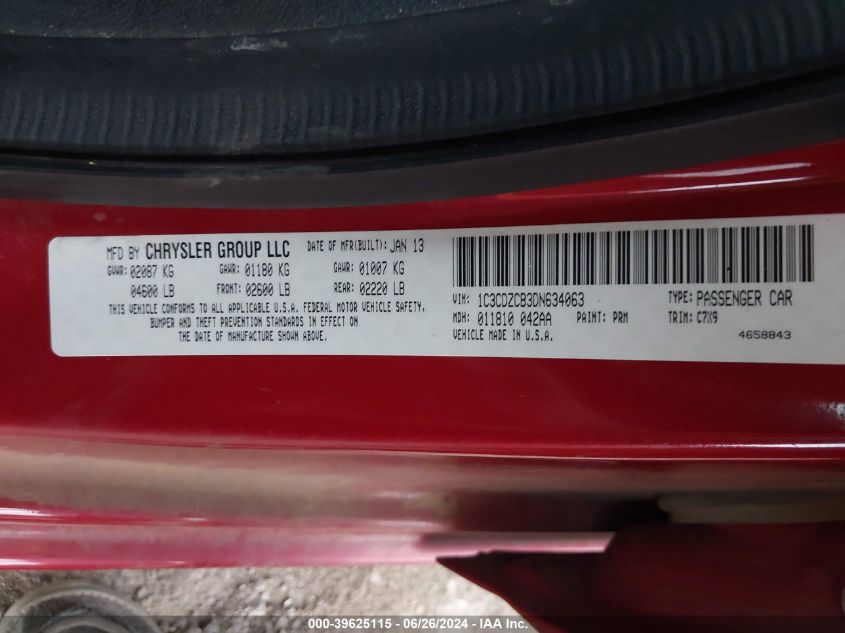 MFD BY CHRYSLER GROUP LLC DATE OF MFR(BUILT): JAN 13
GVWR: 02087 KG GAWR: 01180 KG GAWR: 01007 KG
04600 LB FRONT: 02600 LB REAR: 02220 LB
THIS VEHICLE CONFORMS TO ALL APPLICABLE U.S.A. FEDERAL MOTOR VEHICLE SAFETY,
BUMPER AND THEFT PREVENTION STANDARDS IN EFFECT ON
THE DATE OF MANUFACTURE SHOWN ABOVE.
VIN: 1C3CDZCB3DN634063 TYPE: PASSENGER CAR
MDH: 011810 042AA PAINT: PRM TRIM: C7X9
VEHICLE MADE IN U.S.A. 4658843
000-39625115 - 06/26/2024 - IAA Inc.